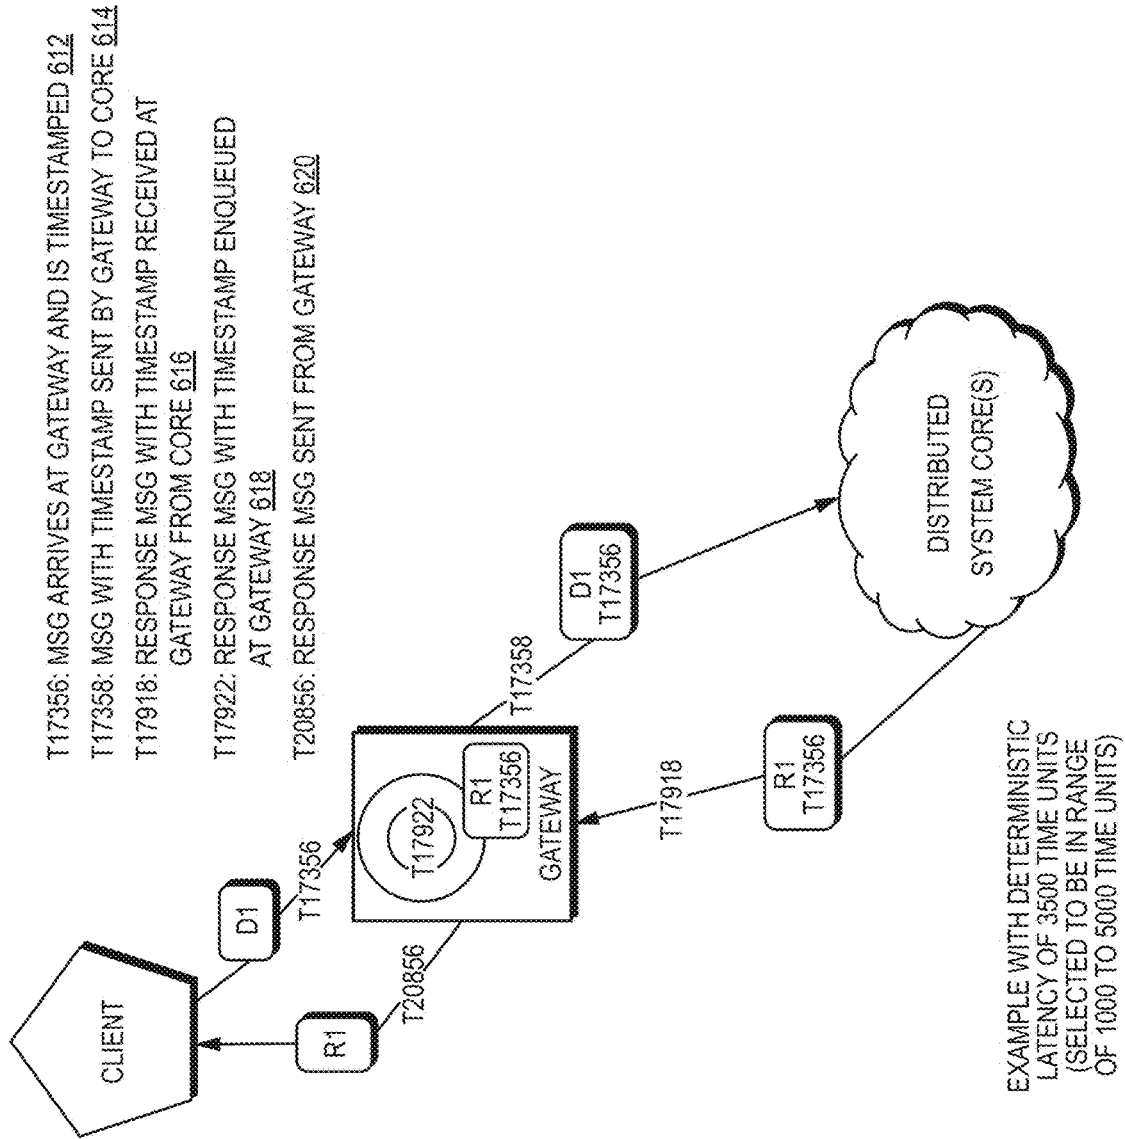 T17356: MSG ARRIVES AT GATEWAY AND IS TIMESTAMPED 612
T17358: MSG WITH TIMESTAMP SENT BY GATEWAY TO CORE 614
T17918: RESPONSE MSG WITH TIMESTAMP RECEIVED AT
GATEWAY FROM CORE 616
T17922: RESPONSE MSG WITH TIMESTAMP ENQUEUED
AT GATEWAY 618
T20856: RESPONSE MSG SENT FROM GATEWAY 620
CLIENT
D1
T17356
R1
T20856
T17922
R1
T17356
GATEWAY
T17358
D1
T17356
T17918
R1
T17356
DISTRIBUTED
SYSTEM CORE(S)
EXAMPLE WITH DETERMINISTIC
LATENCY OF 3500 TIME UNITS
(SELECTED TO BE IN RANGE
OF 1000 TO 5000 TIME UNITS)